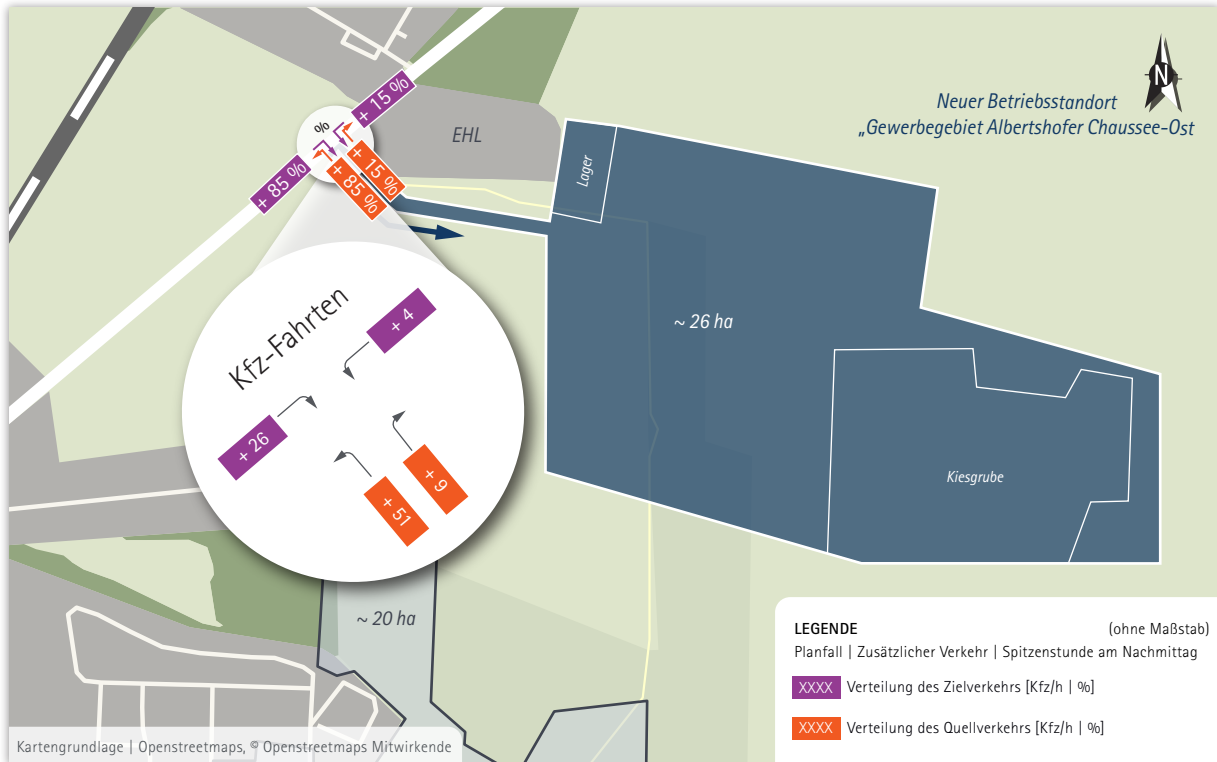 N
Neuer Betriebsstandort
„Gewerbegebiet Albertshofer Chaussee-Ost
+ 15 %
%
EHL
Lager
+ 85 %
+ 15 %
+ 85 %
~ 26 ha
Kfz-Fahrten
+ 4
+ 26
+ 9
+ 51
Kiesgrube
~ 20 ha
LEGENDE (ohne Maßstab)
Planfall | Zusätzlicher Verkehr | Spitzenstunde am Nachmittag
XXXX Verteilung des Zielverkehrs [Kfz/h | %]
XXXX Verteilung des Quellverkehrs [Kfz/h | %]
Kartengrundlage | Openstreetmaps, © Openstreetmaps Mitwirkende